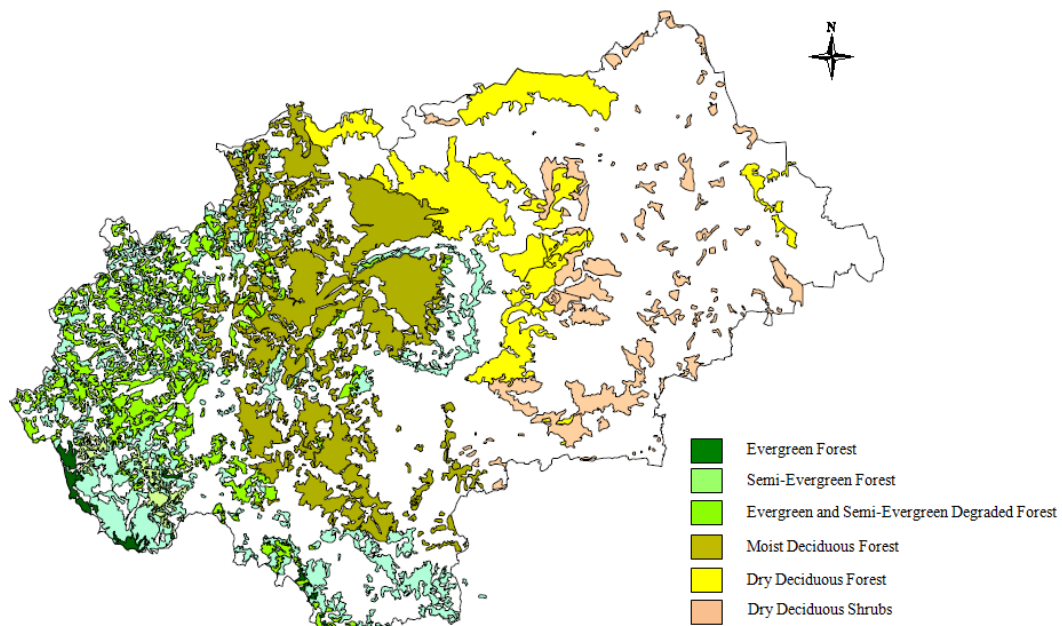 N
Evergreen Forest
Semi-Evergreen Forest
Evergreen and Semi-Evergreen Degraded Forest
Moist Deciduous Forest
Dry Deciduous Forest
Dry Deciduous Shrubs